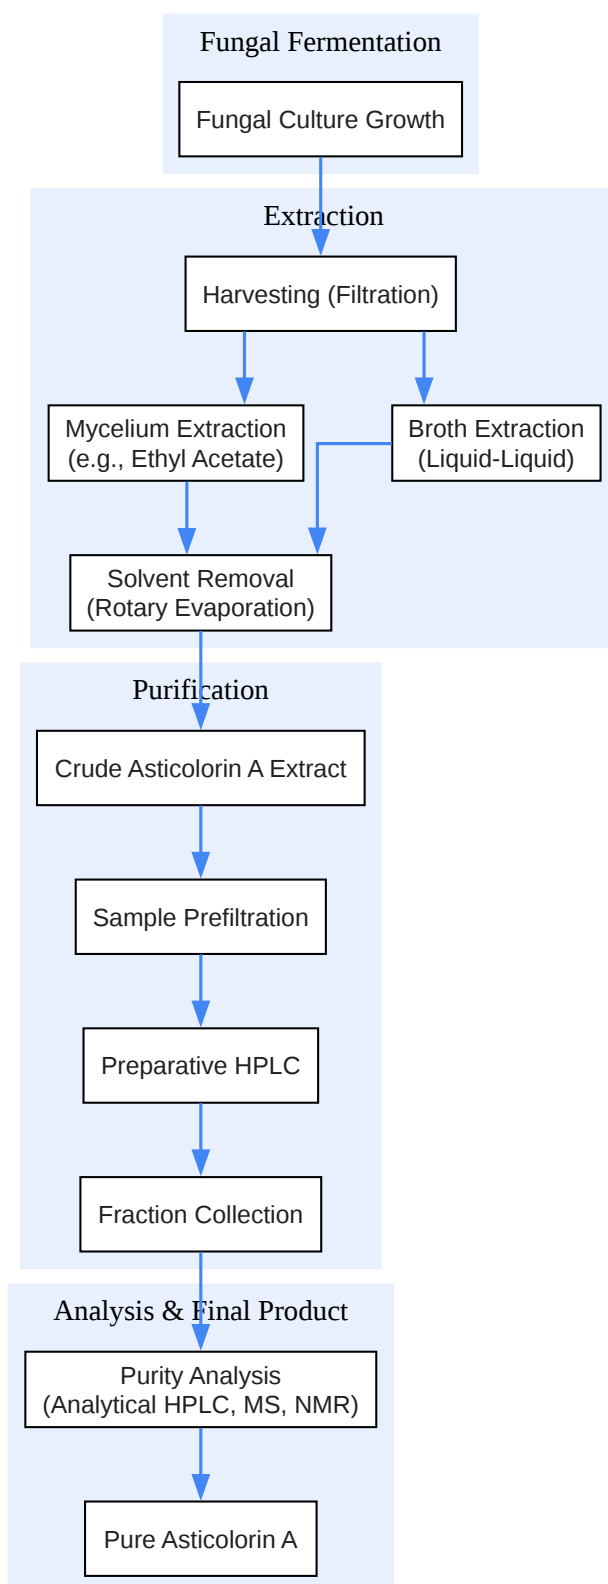 Fungal Fermentation
Fungal Culture Growth
Extraction
Harvesting (Filtration)
Mycelium Extraction
(e.g., Ethyl Acetate)
Broth Extraction
(Liquid-Liquid)
Solvent Removal
(Rotary Evaporation)
Purification
Crude Asticolorin A Extract
Sample Prefiltration
Preparative HPLC
Fraction Collection
Analysis & Final Product
Purity Analysis
(Analytical HPLC, MS, NMR)
Pure Asticolorin A